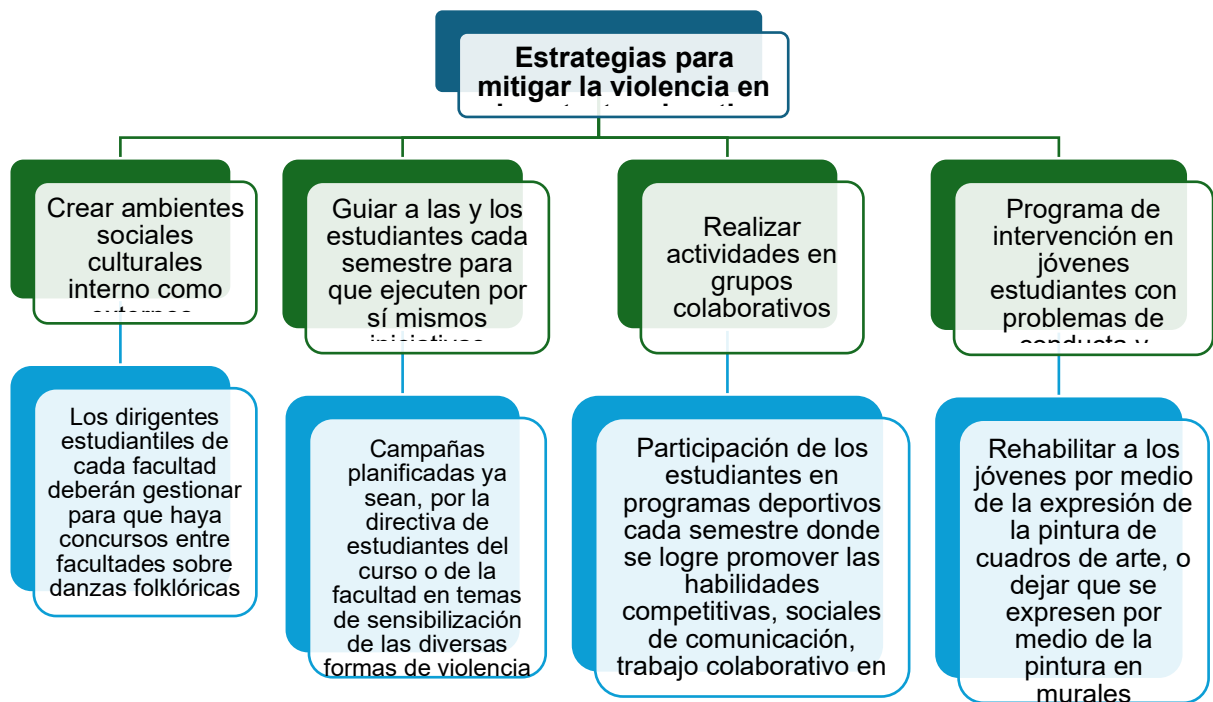 Estrategias para
mitigar la violencia en
Crear ambientes
sociales
culturales
interno como
Guiar a las y los
estudiantes cada
semestre para
que ejecuten por
sí mismos
Realizar
actividades en
grupos
colaborativos
Programa de
intervención en
jóvenes
estudiantes con
problemas de
conducta y
Los dirigentes
estudiantiles de
cada facultad
deberán gestionar
para que haya
concursos entre
facultades sobre
danzas folklóricas
Campañas
planificadas ya
sean, por la
directiva de
estudiantes del
curso o de la
facultad en temas
de sensibilización
de las diversas
formas de violencia
Participación de los
estudiantes en
programas deportivos
cada semestre donde
se logre promover las
habilidades
competitivas, sociales
de comunicación,
trabajo colaborativo en
Rehabilitar a los
jóvenes por medio
de la expresión de
la pintura de
cuadros de arte, o
dejar que se
expresen por
medio de la
pintura en
murales